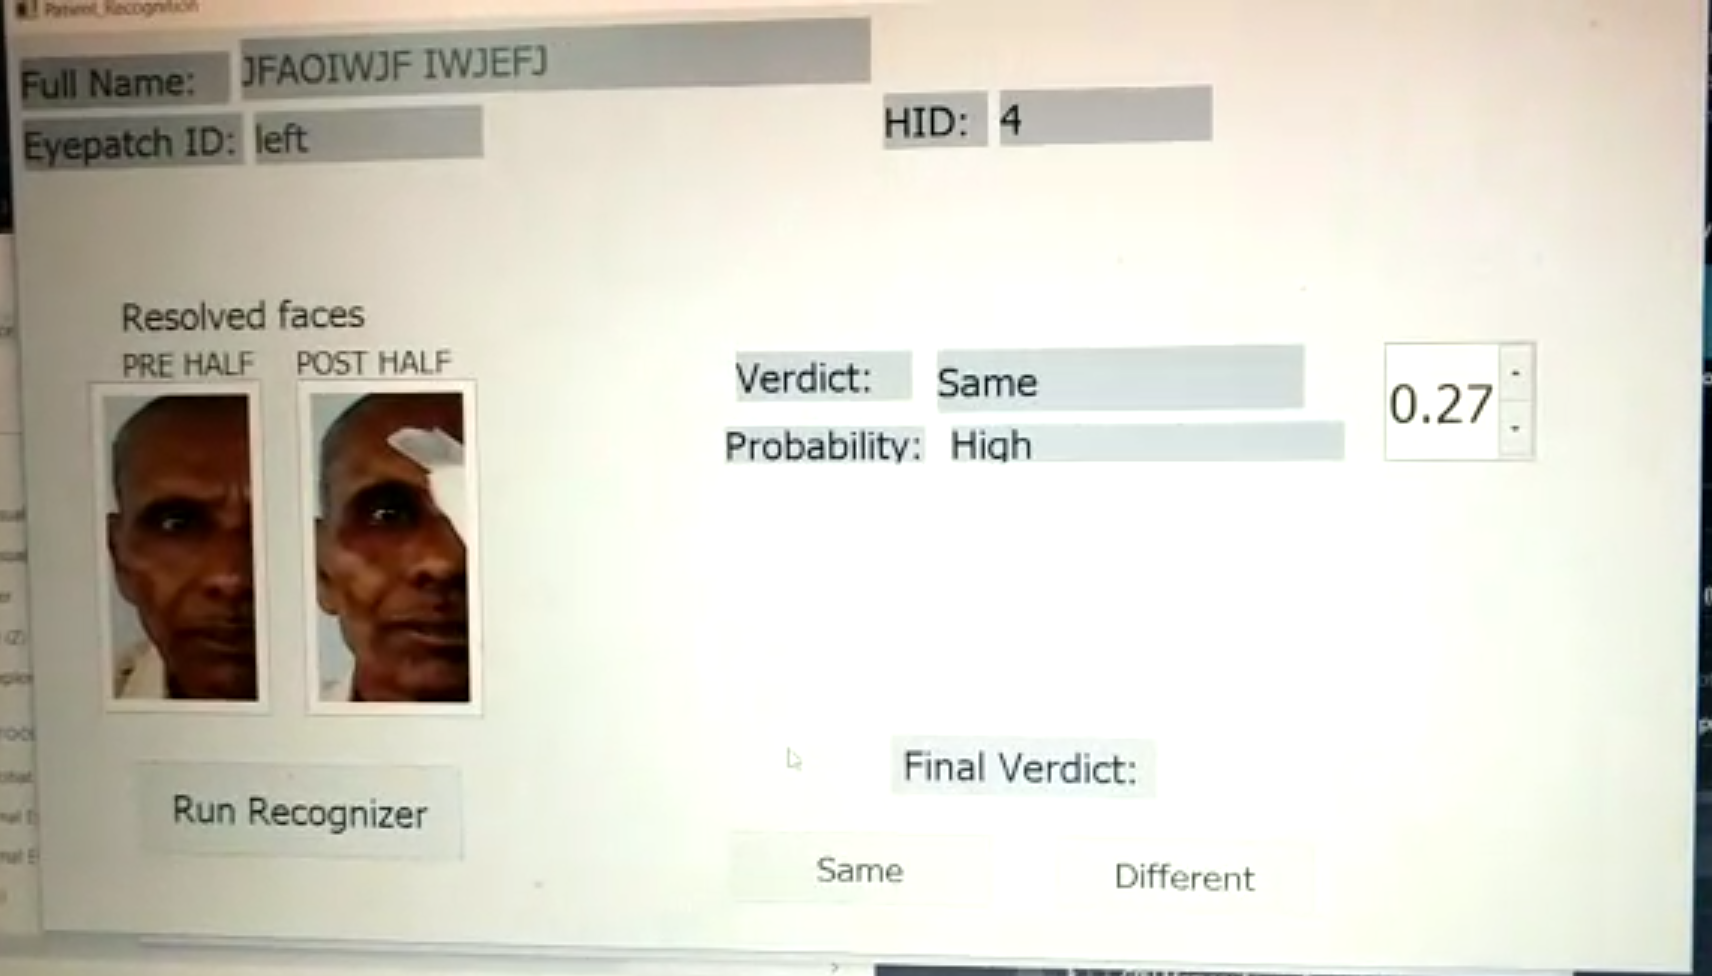 Patient_Recognition
Full Name: JFAOIWJF IWJEFJ
Eyepatch ID: left
HID: 4
Resolved faces
PRE HALF POST HALF
Verdict: Same
Probability: High
0.27
Run Recognizer
Final Verdict:
Same
Different